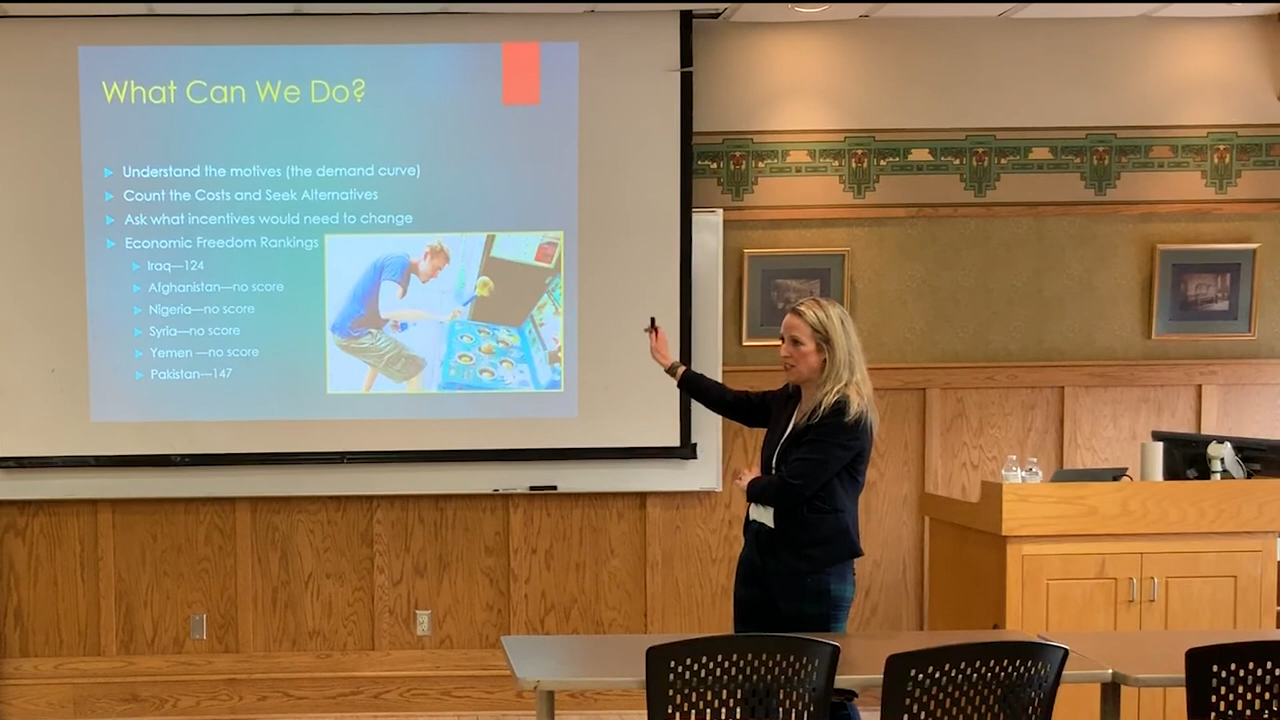 What Can We Do?
Understand the motives (the demand curve)
Count the Costs and Seek Alternatives
Ask what incentives would need to change
Economic Freedom Rankings
Iraq—124
Afghanistan—no score
Nigeria—no score
Syria—no score
Yemen —no score
Pakistan—147